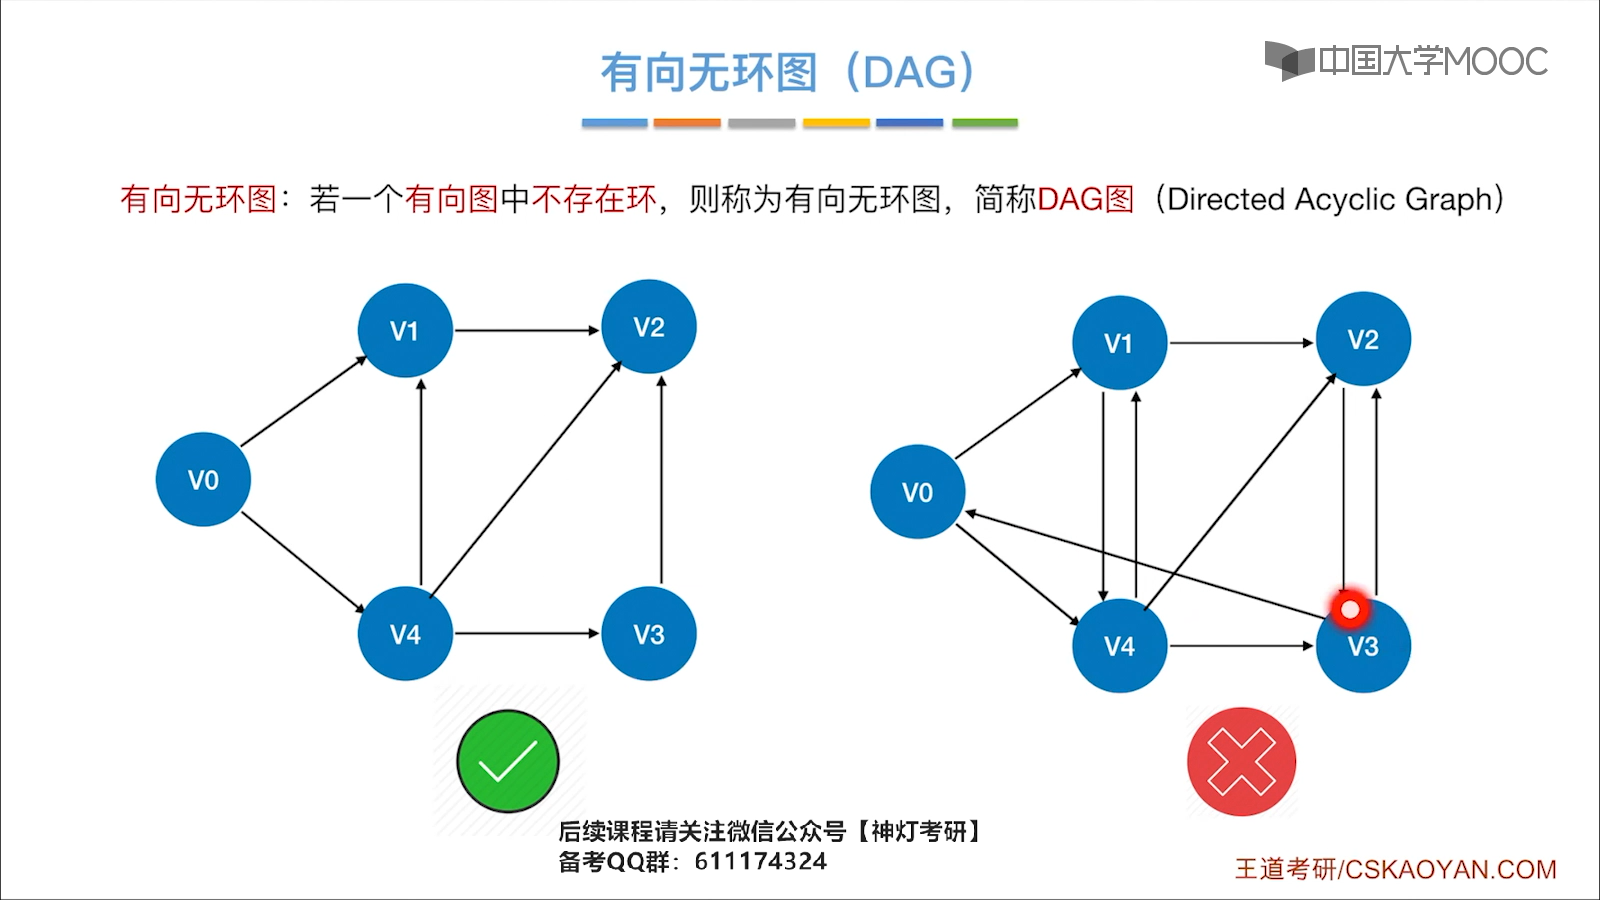 有向无环图（DAG）
中国大学MOOC
有向无环图：若一个有向图中不存在环，则称为有向无环图，简称DAG图（Directed Acyclic Graph）
V1
V2
V0
V4
V3
V1
V2
V0
V4
V3
后续课程请关注微信公众号【神灯考研】
备考QQ群：611174324
王道考研/CSKAOYAN.COM